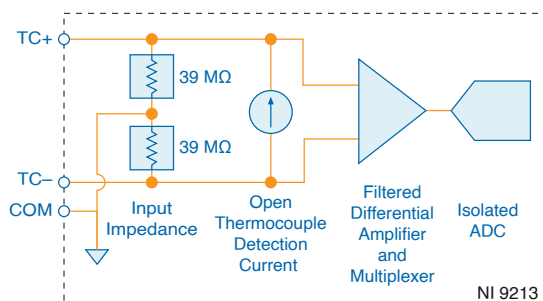 TC+
39 MΩ
39 MΩ
TC–
COM
Input
Impedance
Open
Thermocouple
Detection
Current
Filtered
Differential
Amplifier
and
Multiplexer
Isolated
ADC
NI 9213